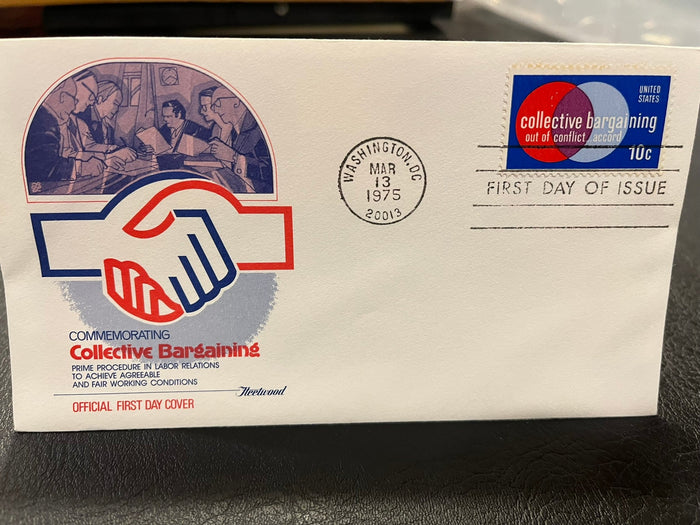 UNITED
STATES
collective bargaining
out of conflict, accord
10c
WASHINGTON, DC
MAR
13
1975
20013
FIRST DAY OF ISSUE
COMMEMORATING
Collective Bargaining
PRIME PROCEDURE IN LABOR RELATIONS
TO ACHIEVE AGREEABLE
AND FAIR WORKING CONDITIONS
Fleetwood
OFFICIAL FIRST DAY COVER